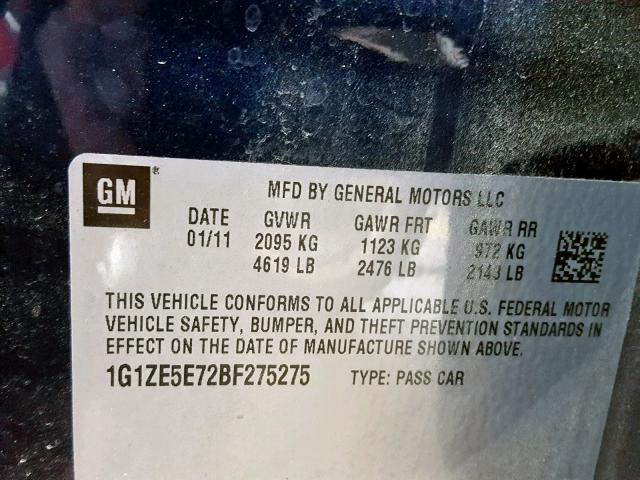 GM®
MFD BY GENERAL MOTORS LLC
DATE GVWR GAWR FRT GAWR RR
01/11 2095 KG 1123 KG 972 KG
4619 LB 2476 LB 2143 LB
THIS VEHICLE CONFORMS TO ALL APPLICABLE U.S. FEDERAL MOTOR
VEHICLE SAFETY, BUMPER, AND THEFT PREVENTION STANDARDS IN
EFFECT ON THE DATE OF MANUFACTURE SHOWN ABOVE.
1G1ZE5E72BF275275 TYPE: PASS CAR